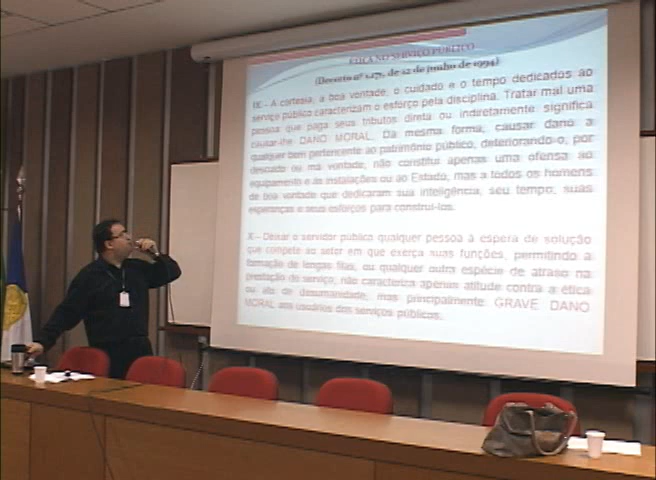 ÉTICA NO SERVIÇO PÚBLICO
(Decreto nº 1.171, de 22 de junho de 1994)
IX - A cortesia, a boa vontade, o cuidado e o tempo dedicados ao
serviço público caracterizam o esforço pela disciplina. Tratar mal uma
pessoa que paga seus tributos direta ou indiretamente significa
causar-lhe DANO MORAL. Da mesma forma, causar dano a
qualquer bem pertencente ao patrimônio público, deteriorando-o, por
descuido ou má vontade, não constitui apenas uma ofensa ao
equipamento e às instalações ou ao Estado, mas a todos os homens
de boa vontade que dedicaram sua inteligência, seu tempo, suas
esperanças e seus esforços para construí-los.
X - Deixar o servidor público qualquer pessoa à espera de solução
que compete ao setor em que exerça suas funções, permitindo a
formação de longas filas, ou qualquer outra espécie de atraso na
prestação do serviço, não caracteriza apenas atitude contra a ética
ou ato de desumanidade, mas principalmente GRAVE DANO
MORAL aos usuários dos serviços públicos.